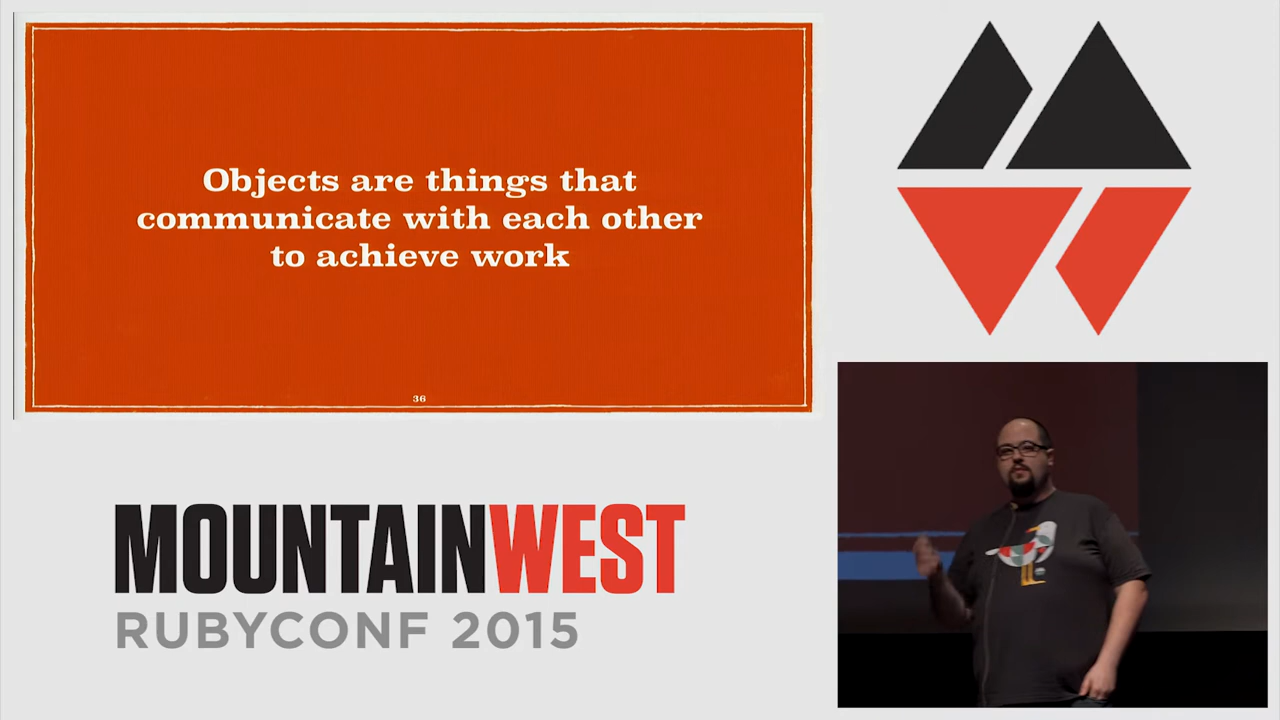 Objects are things that
communicate with each other
to achieve work
36
MOUNTAINWEST
RUBYCONF 2015